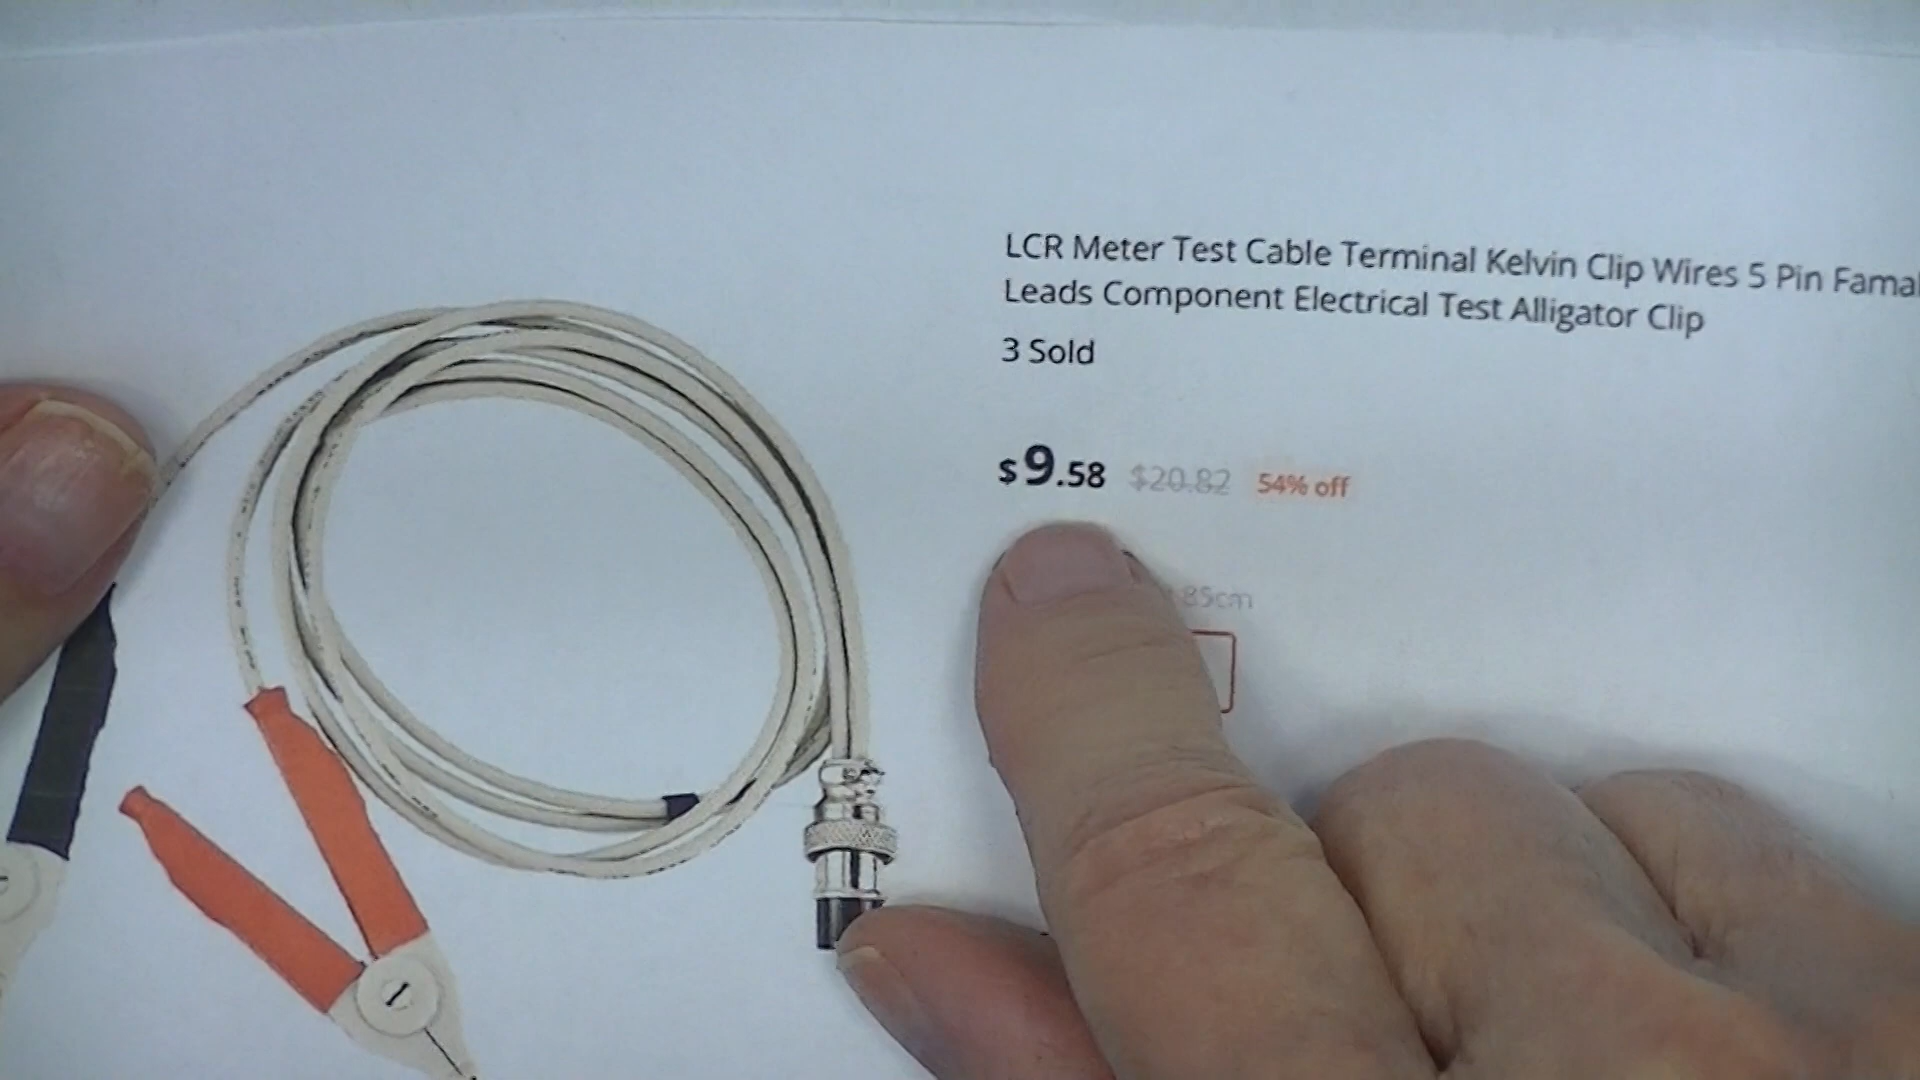 LCR Meter Test Cable Terminal Kelvin Clip Wires 5 Pin Famal
Leads Component Electrical Test Alligator Clip
3 Sold
$9.58 $20.82 54% off
85cm